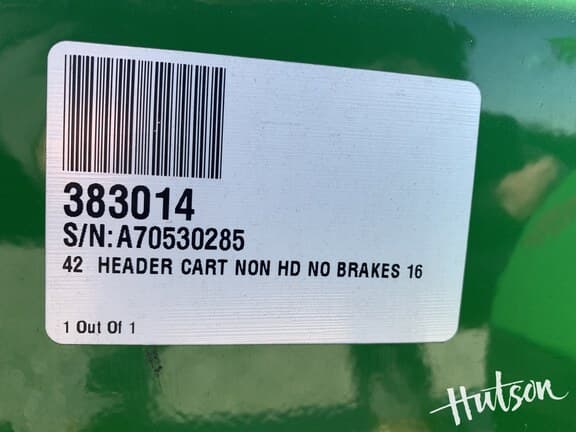 383014
S/N:A70530285
42 HEADER CART NON HD NO BRAKES 16
1 Out Of 1
Hutson